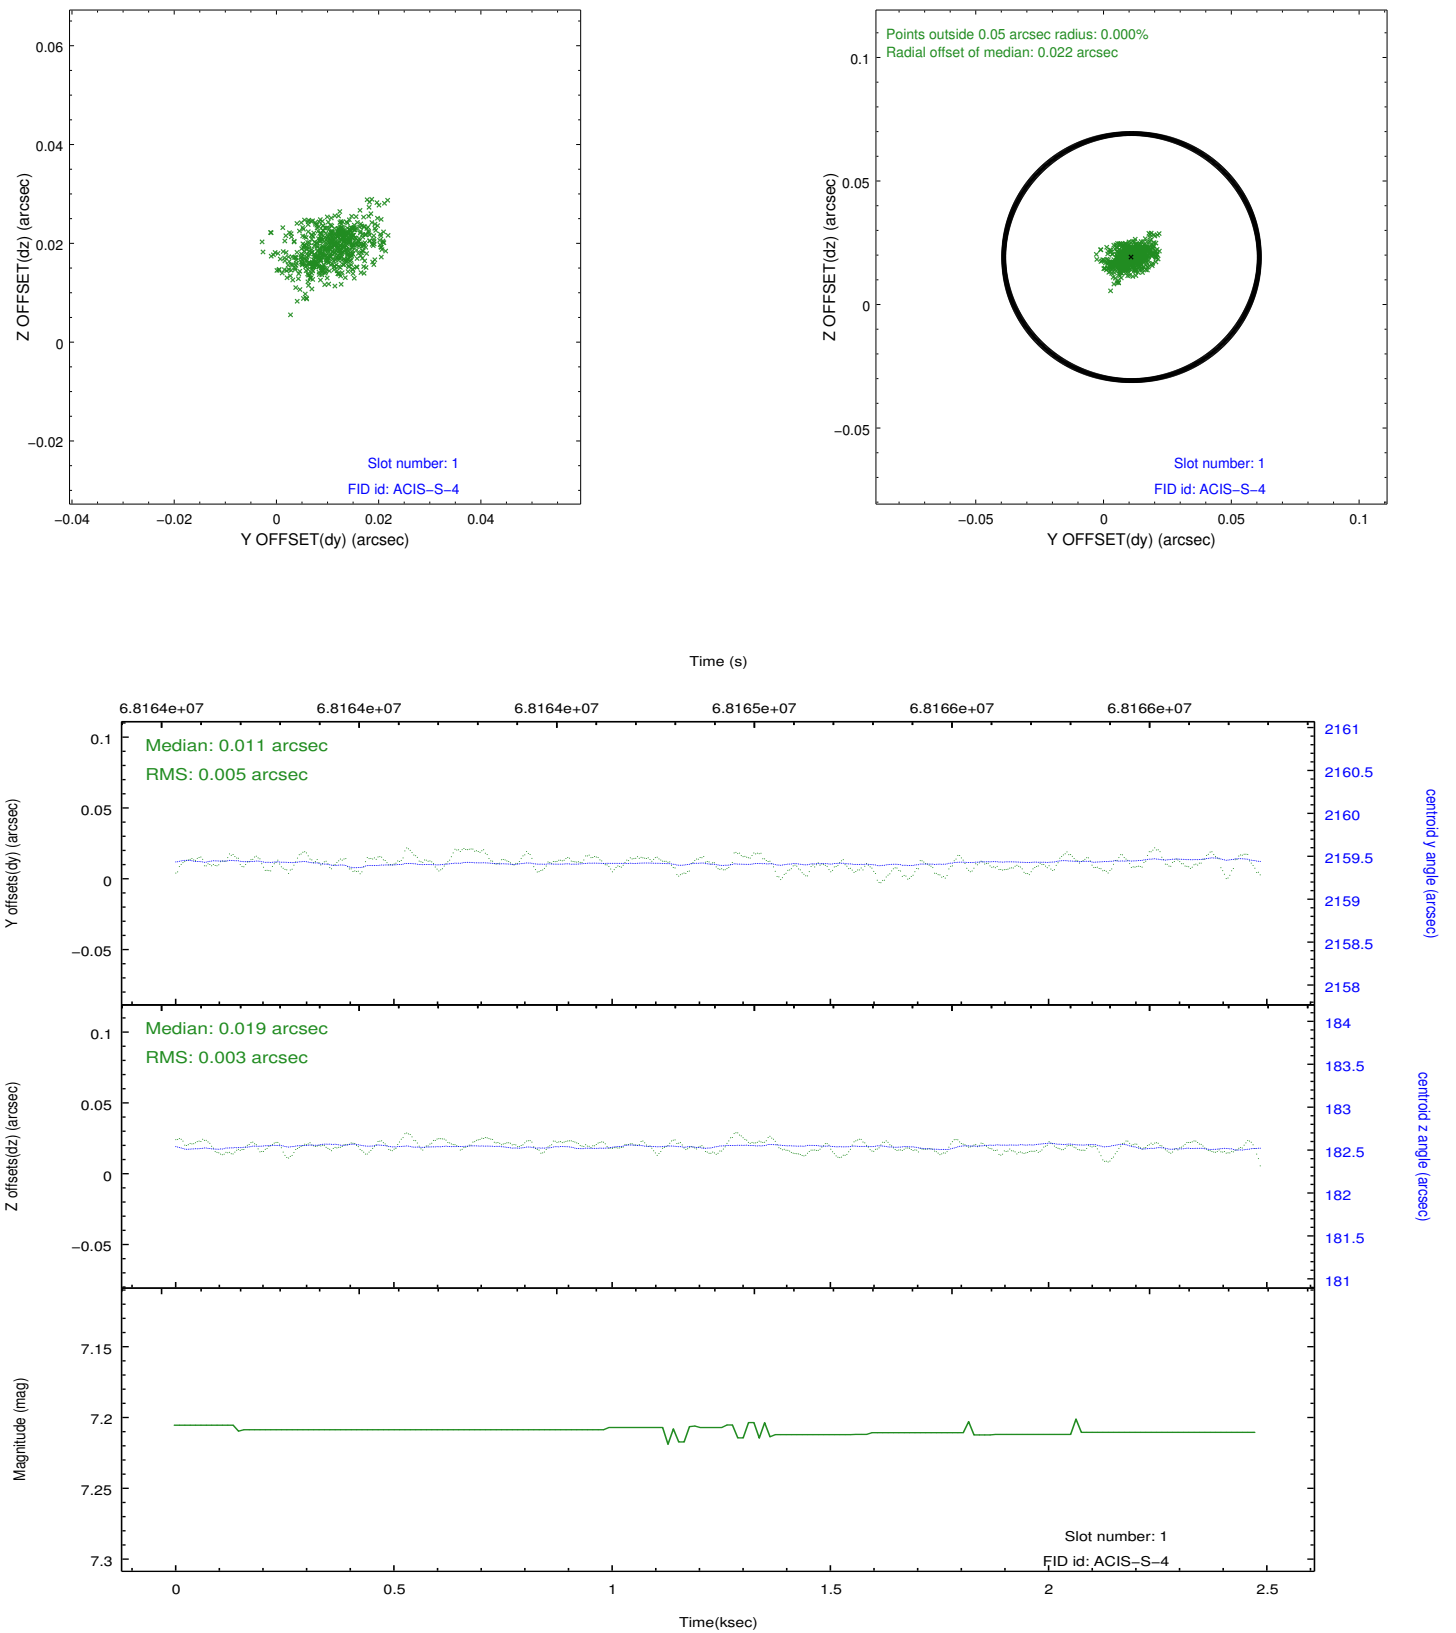 0.06
0.04
0.02
0
−0.02
Z OFFSET(dz) (arcsec)
Slot number: 1
FID id: ACIS−S−4
−0.04
−0.02
0
0.02
0.04
Y OFFSET(dy) (arcsec)
Points outside 0.05 arcsec radius: 0.000%
Radial offset of median: 0.022 arcsec
0.1
0.05
0
−0.05
Z OFFSET(dz) (arcsec)
Slot number: 1
FID id: ACIS−S−4
−0.05
0
0.05
0.1
Y OFFSET(dy) (arcsec)
Time (s)
6.8164e+07
6.8164e+07
6.8164e+07
6.8165e+07
6.8166e+07
6.8166e+07
Median: 0.011 arcsec
RMS: 0.005 arcsec
0.1
0.05
0
−0.05
Y offsets(dy) (arcsec)
2161
2160.5
2160
2159.5
2159
2158.5
2158
centroid y angle (arcsec)
Median: 0.019 arcsec
RMS: 0.003 arcsec
0.1
0.05
0
−0.05
Z offsets(dz) (arcsec)
184
183.5
183
182.5
182
181.5
181
centroid z angle (arcsec)
7.15
7.2
7.25
7.3
Magnitude (mag)
Slot number: 1
FID id: ACIS−S−4
0
0.5
1
1.5
2
2.5
Time(ksec)